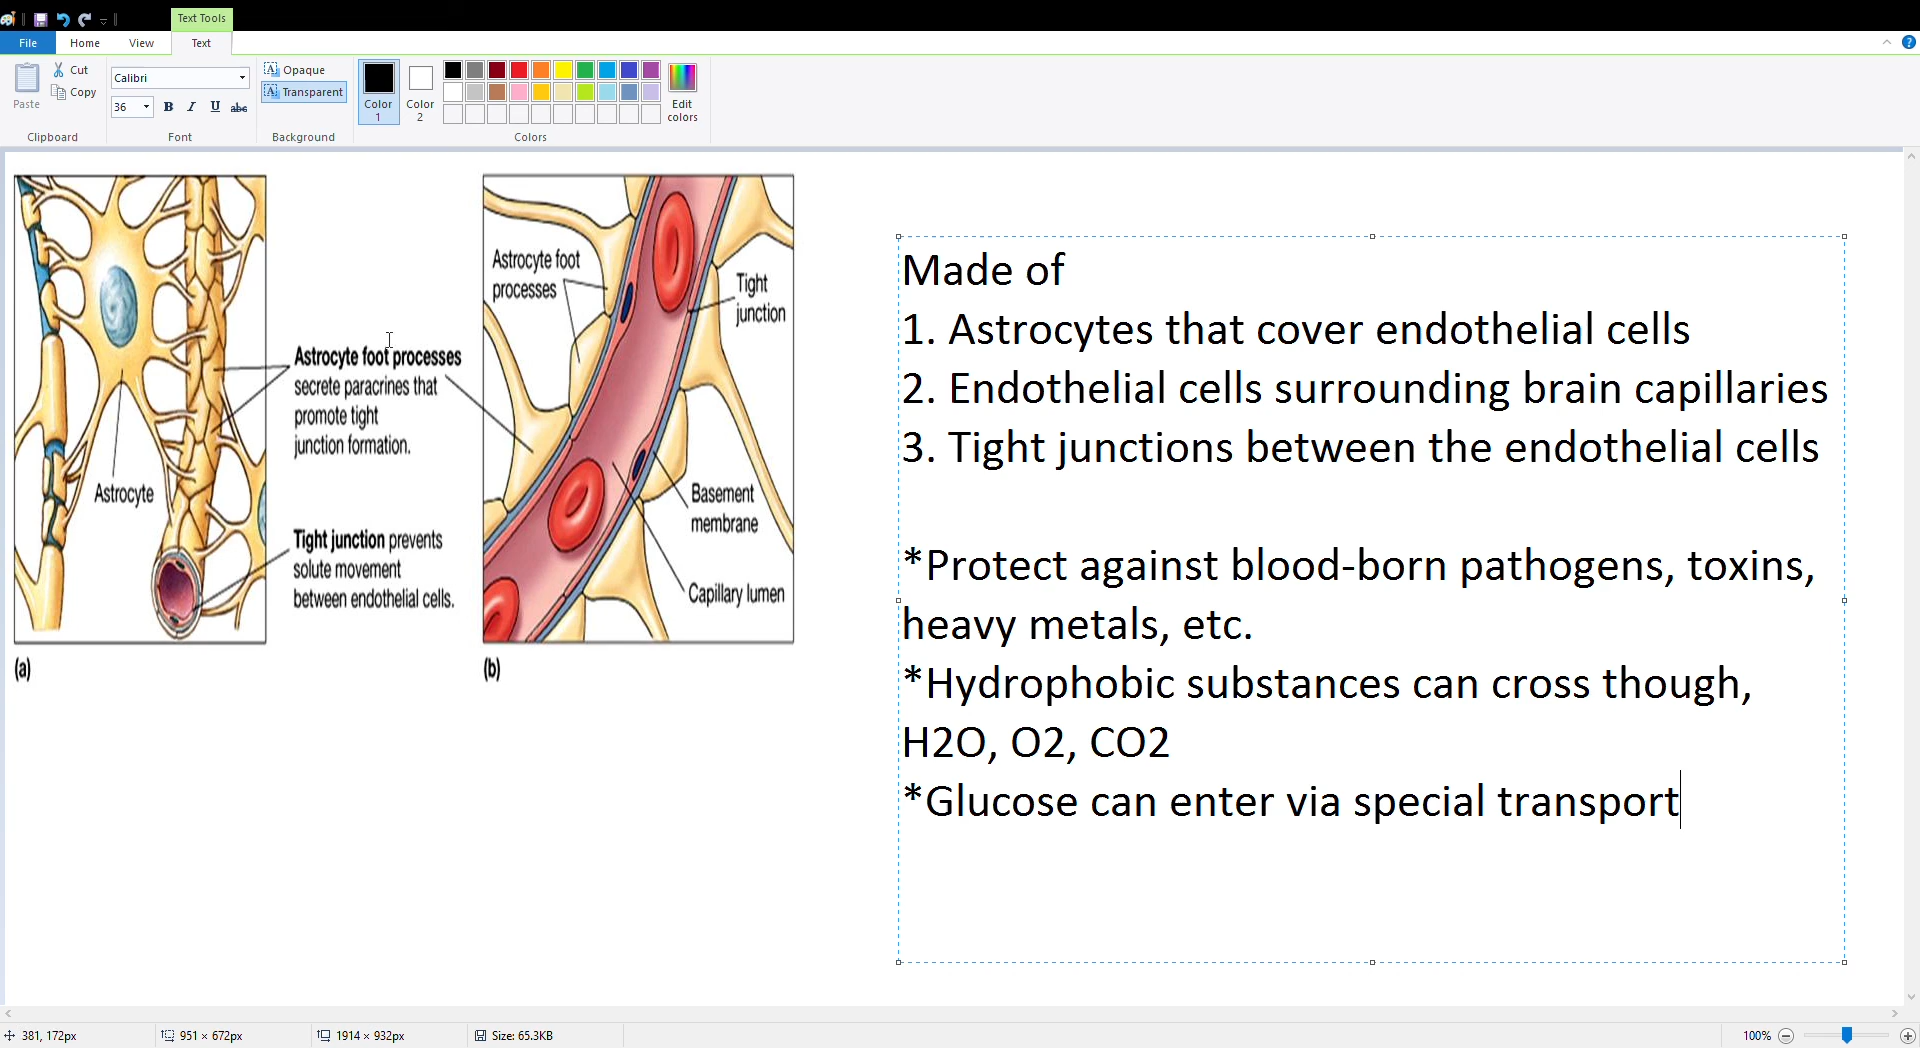 Text Tools
File
Home
View
Text
Paste
Cut
Copy
Clipboard
Calibri
36
B I U abc
Font
Opaque
Transparent
Background
Color 1
Color 2
Edit colors
Colors
Astrocyte
Astrocyte foot processes
secrete paracrines that
promote tight
junction formation.
Tight junction prevents
solute movement
between endothelial cells.
(a)
Astrocyte foot
processes
Tight
junction
Basement
membrane
Capillary lumen
(b)
Made of
1. Astrocytes that cover endothelial cells
2. Endothelial cells surrounding brain capillaries
3. Tight junctions between the endothelial cells
*Protect against blood-born pathogens, toxins,
heavy metals, etc.
*Hydrophobic substances can cross though,
H2O, O2, CO2
*Glucose can enter via special transport
381, 172px
951 × 672px
1914 × 932px
Size: 65.3KB
100%